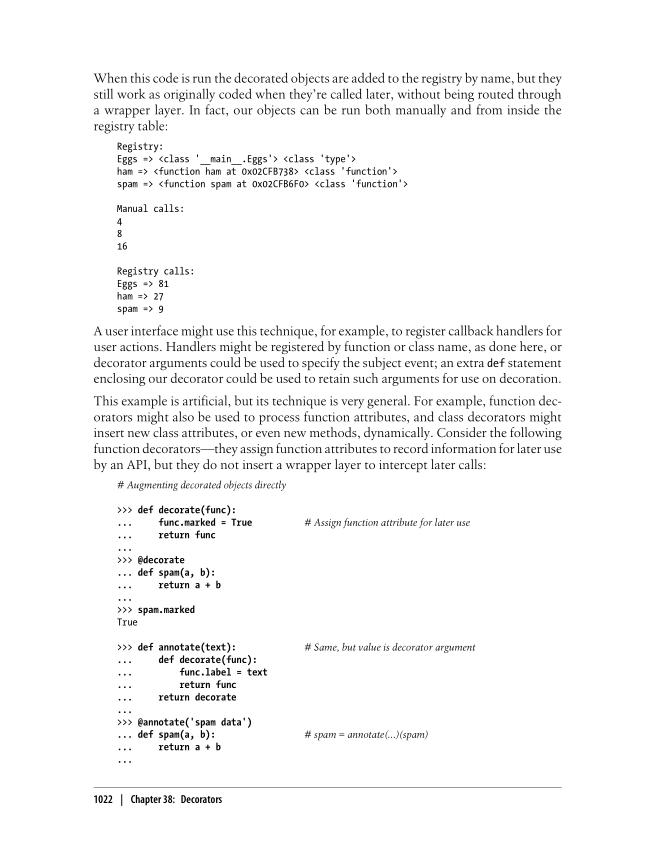 When this code is run the decorated objects are added to the registry by name, but they
still work as originally coded when they're called later, without being routed through
a wrapper layer. In fact, our objects can be run both manually and from inside the
registry table:
Registry:
Eggs => <class '__main__.Eggs'> <class 'type'>
ham => <function ham at 0x02CFB738> <class 'function'>
spam => <function spam at 0x02CFB6F0> <class 'function'>
Manual calls:
4
8
16
Registry calls:
Eggs => 81
ham => 27
spam => 9
A user interface might use this technique, for example, to register callback handlers for
user actions. Handlers might be registered by function or class name, as done here, or
decorator arguments could be used to specify the subject event; an extra def statement
enclosing our decorator could be used to retain such arguments for use on decoration.
This example is artificial, but its technique is very general. For example, function dec-
orators might also be used to process function attributes, and class decorators might
insert new class attributes, or even new methods, dynamically. Consider the following
function decorators—they assign function attributes to record information for later use
by an API, but they do not insert a wrapper layer to intercept later calls:
# Augmenting decorated objects directly
>>> def decorate(func):
...     func.marked = True          # Assign function attribute for later use
...     return func
...
>>> @decorate
... def spam(a, b):
...     return a + b
...
>>> spam.marked
True
>>> def annotate(text):          # Same, but value is decorator argument
...     def decorate(func):
...         func.label = text
...         return func
...     return decorate
...
>>> @annotate('spam data')
... def spam(a, b):          # spam = annotate(...)(spam)
...     return a + b
...
1022 | Chapter 38: Decorators